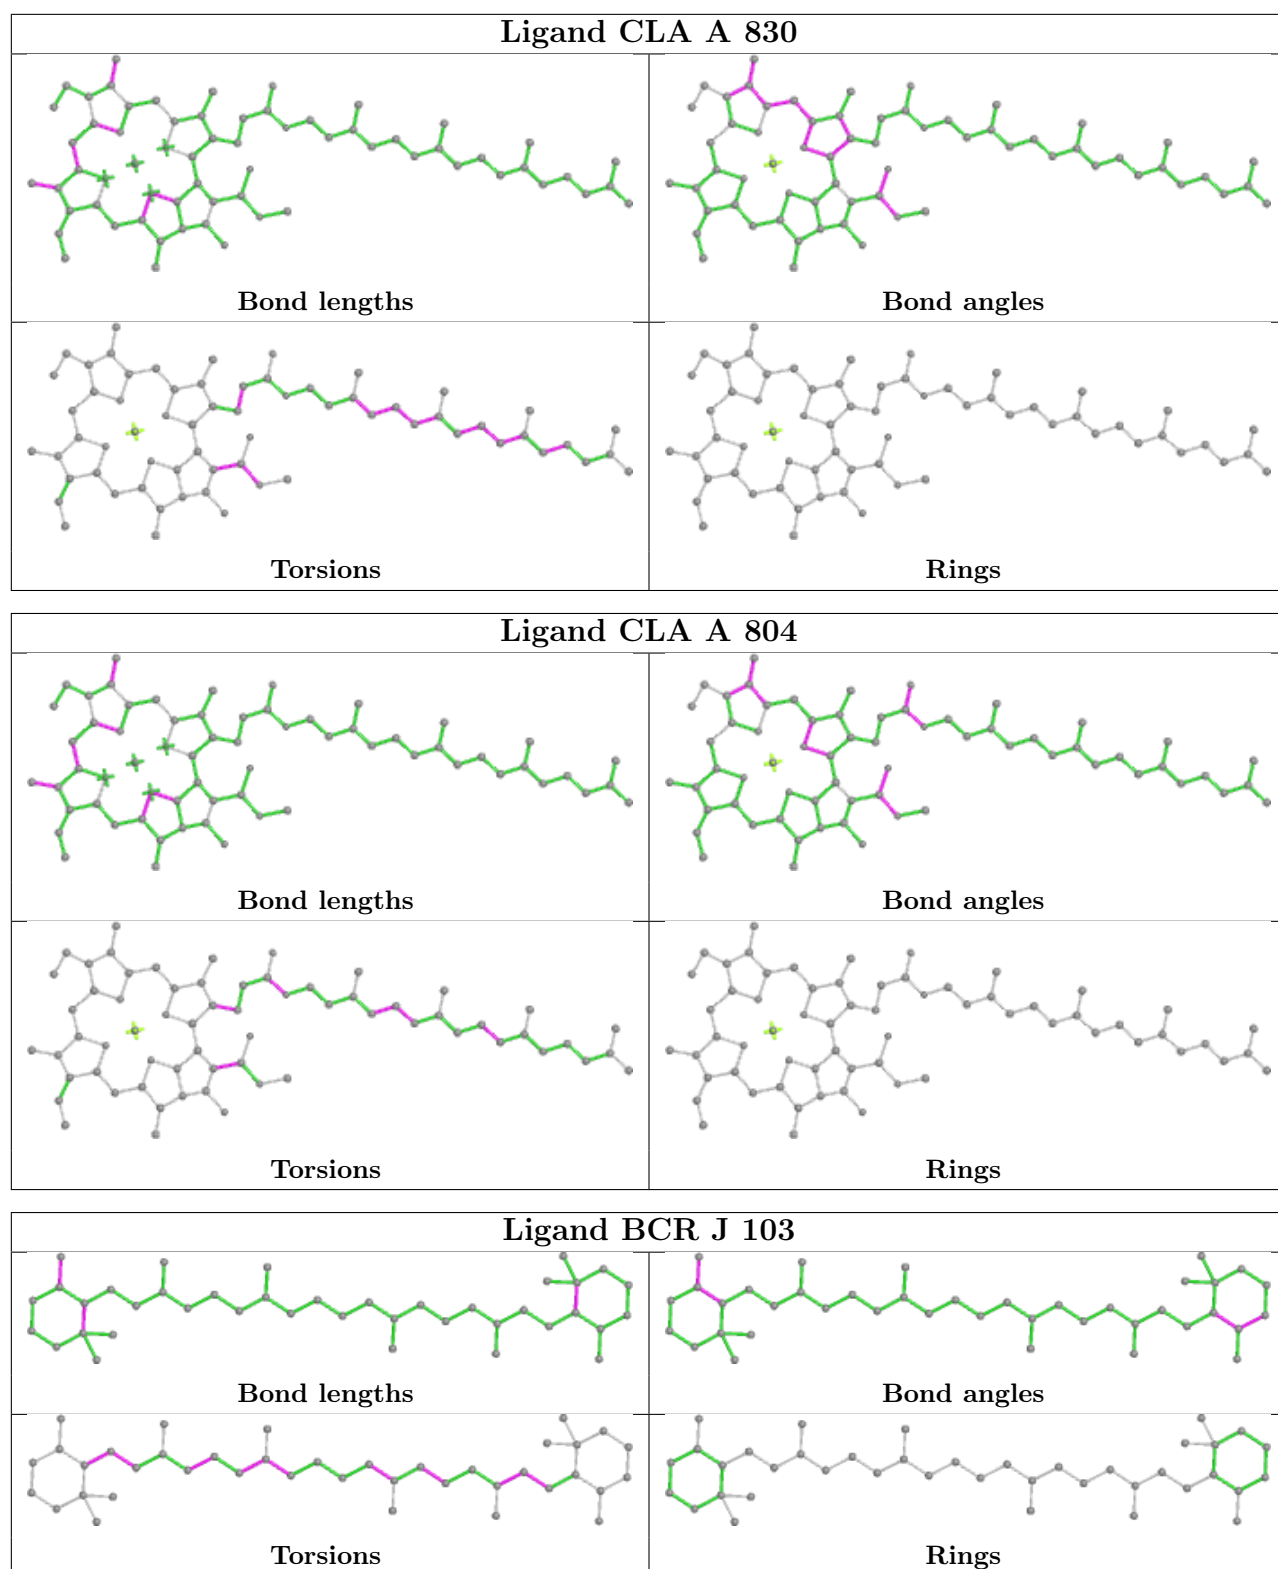 Ligand CLA A 830
Bond lengths
Bond angles
Torsions
Rings
Ligand CLA A 804
Bond lengths
Bond angles
Torsions
Rings
Ligand BCR J 103
Bond lengths
Bond angles
Torsions
Rings